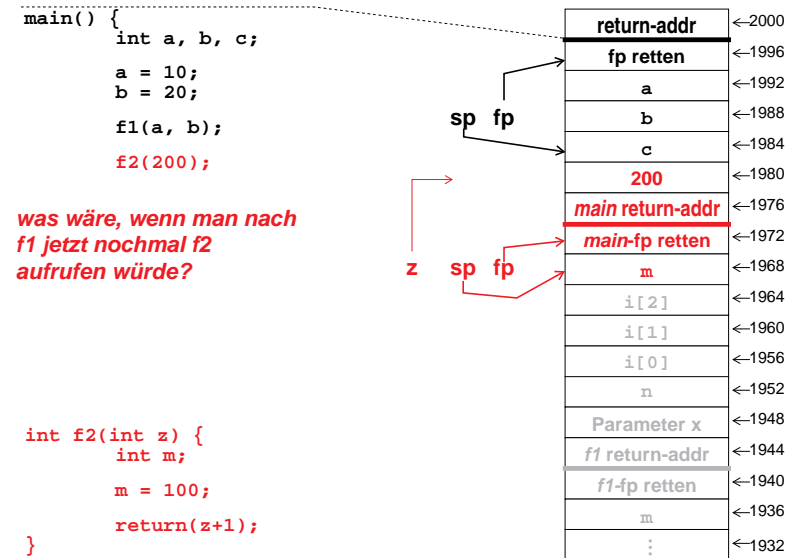 main() {
int a, b, c;
a = 10;
b = 20;
f1(a, b);
f2(200);
was wäre, wenn man nach
f1 jetzt nochmal f2
aufrufen würde?
int f2(int z) {
int m;
m = 100;
return(z+1);
}
sp fp
z sp fp
return-addr ←2000
fp retten ←1996
a ←1992
b ←1988
c ←1984
200 ←1980
main return-addr ←1976
main-fp retten ←1972
m ←1968
i[2] ←1964
i[1] ←1960
i[0] ←1956
n ←1952
Parameter x ←1948
f1 return-addr ←1944
f1-fp retten ←1940
m ←1936
⋮ ←1932